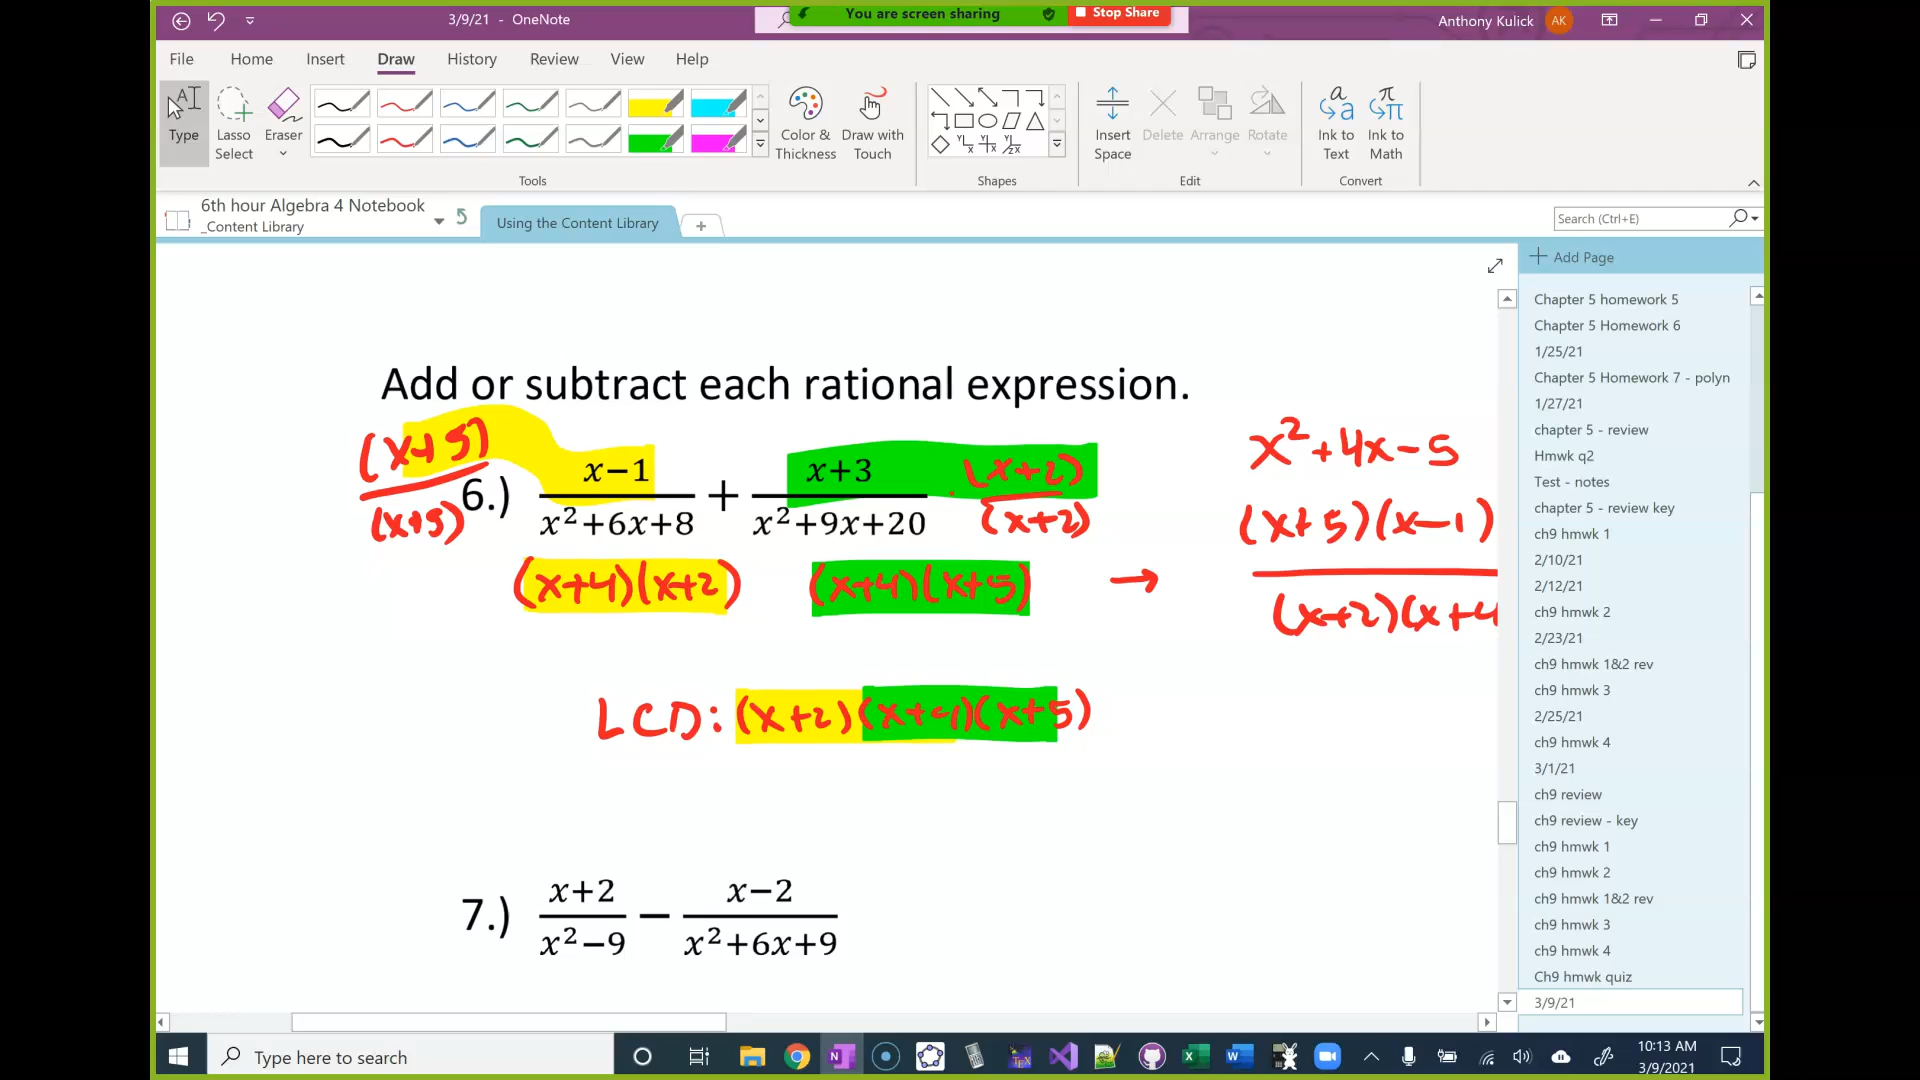 3/9/21 - OneNote
You are screen sharing
Stop Share
Anthony Kulick
AK
File Home Insert Draw History Review View Help
Type
Lasso Select
Eraser
Color & Thickness
Draw with Touch
Insert Space
Delete
Arrange
Rotate
Ink to Text
Ink to Math
Tools
Shapes
Edit
Convert
6th hour Algebra 4 Notebook
_Content Library
Using the Content Library
Search (Ctrl+E)
Add Page
Chapter 5 homework 5
Chapter 5 Homework 6
1/25/21
Chapter 5 Homework 7 - polyn
1/27/21
chapter 5 - review
Hmwk q2
Test - notes
chapter 5 - review key
ch9 hmwk 1
2/10/21
2/12/21
ch9 hmwk 2
2/23/21
ch9 hmwk 1&2 rev
ch9 hmwk 3
2/25/21
ch9 hmwk 4
3/1/21
ch9 review
ch9 review - key
ch9 hmwk 1
ch9 hmwk 2
ch9 hmwk 1&2 rev
ch9 hmwk 3
ch9 hmwk 4
Ch9 hmwk quiz
3/9/21
Add or subtract each rational expression.
(x+5)
(x+5)
6.) x−1 / x²+6x+8 + x+3 / x²+9x+20 · (x+2) / (x+2)
(x+4)(x+2) (x+4)(x+5) →
x²+4x-5
(x+5)(x-1)
(x+2)(x+4
LCD: (x+2)(x+4)(x+5)
7.) x+2 / x²−9 − x−2 / x²+6x+9
Type here to search
10:13 AM
3/9/2021